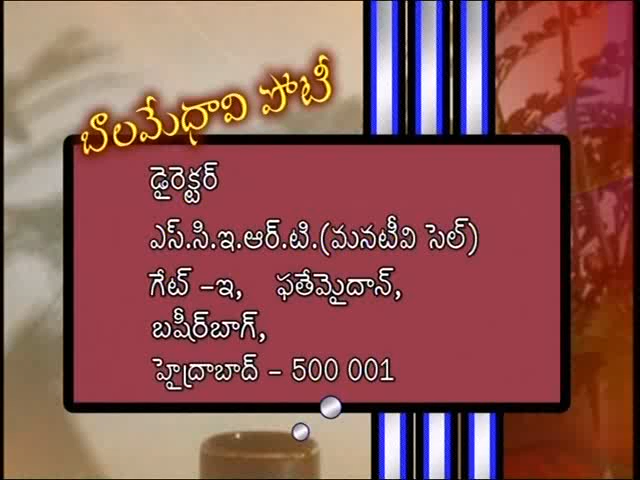 బాలమేధావి పోటీ
డైరెక్టర్
ఎస్.సి.ఇ.ఆర్.టి.(మనటీవి సెల్)
గేట్ –ఇ, ఫతేమైదాన్,
బషీర్‌బాగ్,
హైద్రాబాద్ – 500 001